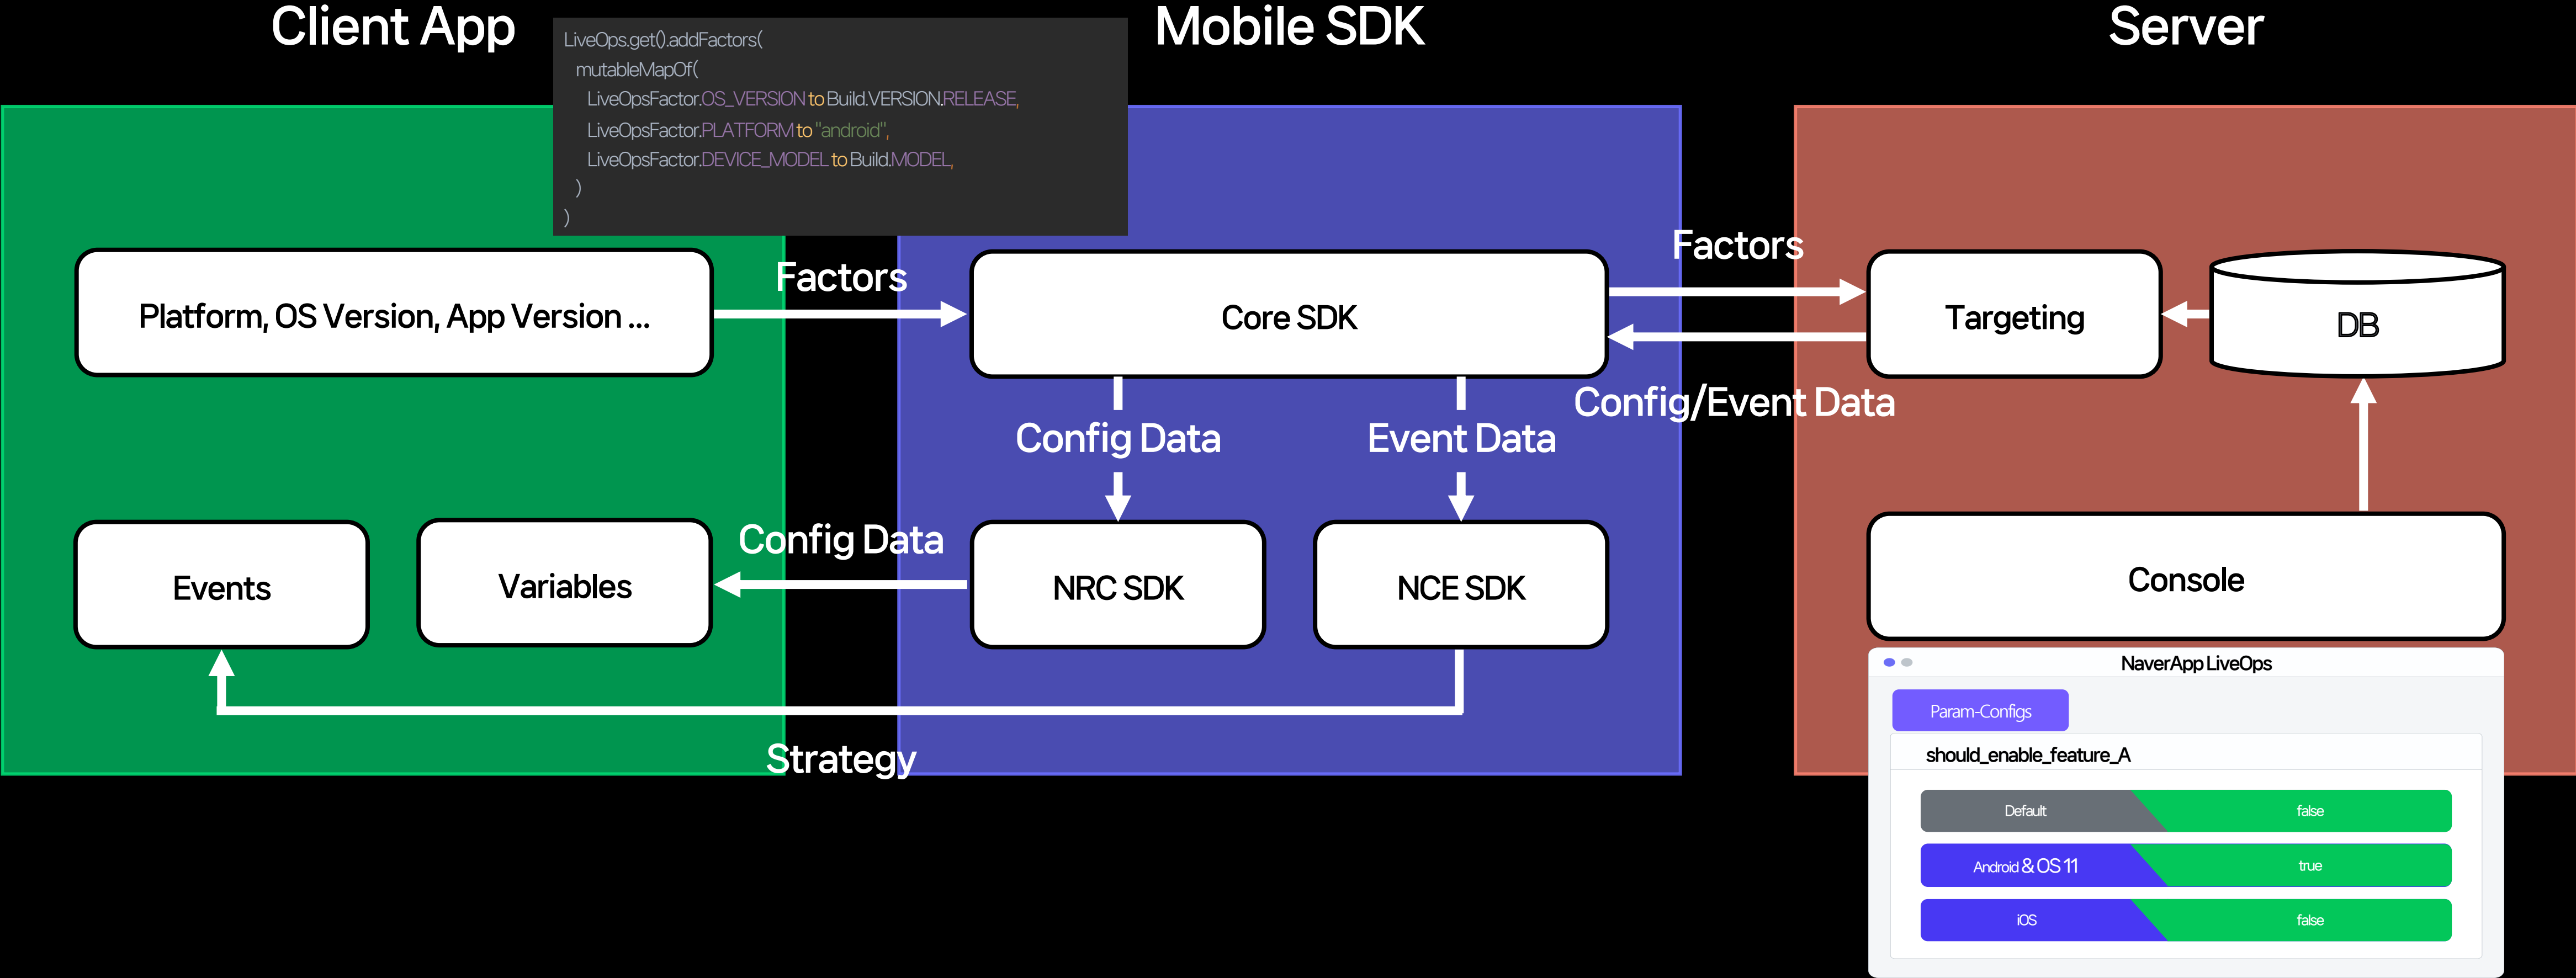 Client App
Mobile SDK
Server
LiveOps.get().addFactors(
mutableMapOf(
LiveOpsFactor.OS_VERSION to Build.VERSION.RELEASE,
LiveOpsFactor.PLATFORM to "android",
LiveOpsFactor.DEVICE_MODEL to Build.MODEL,
)
)
Platform, OS Version, App Version ...
Factors
Core SDK
Factors
Config/Event Data
Targeting
DB
Config Data
Event Data
Events
Variables
Config Data
NRC SDK
NCE SDK
Console
Strategy
NaverApp LiveOps
Param-Configs
should_enable_feature_A
Default false
Android & OS 11 true
iOS false